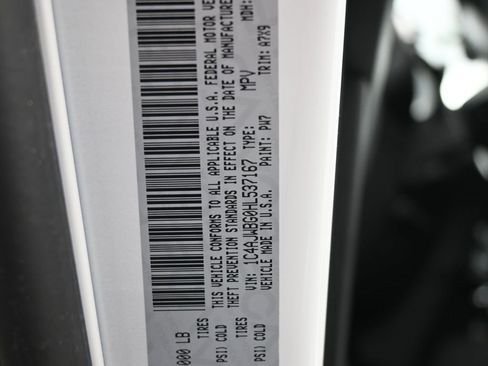 000 LB
TIRES
PSI) COLD
TIRES
PSI) COLD
THIS VEHICLE CONFORMS TO ALL APPLICABLE U.S.A. FEDERAL MOTOR VE
THEFT PREVENTION STANDARDS IN EFFECT ON THE DATE OF MANUFACTURE
VIN: 1C4AJWBG0HL537167 TYPE: MPV MDH:
VEHICLE MADE IN U.S.A. PAINT: PW7 TRIM: A7X9